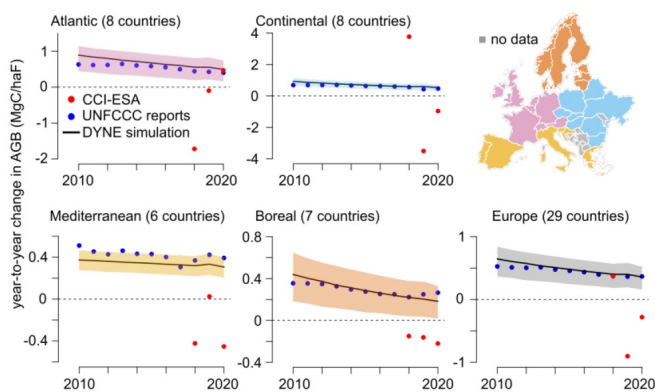 Atlantic (8 countries)
Continental (8 countries)
no data
year-to-year change in AGB (MgC/haF)
1
0
-1
-2
CCI-ESA
UNFCCC reports
DYNE simulation
2010
2020
4
2
0
-2
-4
2010
2020
Mediterranean (6 countries)
Boreal (7 countries)
Europe (29 countries)
0.4
0
-0.4
2010
2020
0.8
0.4
0
-0.4
2010
2020
1
0
-1
2010
2020